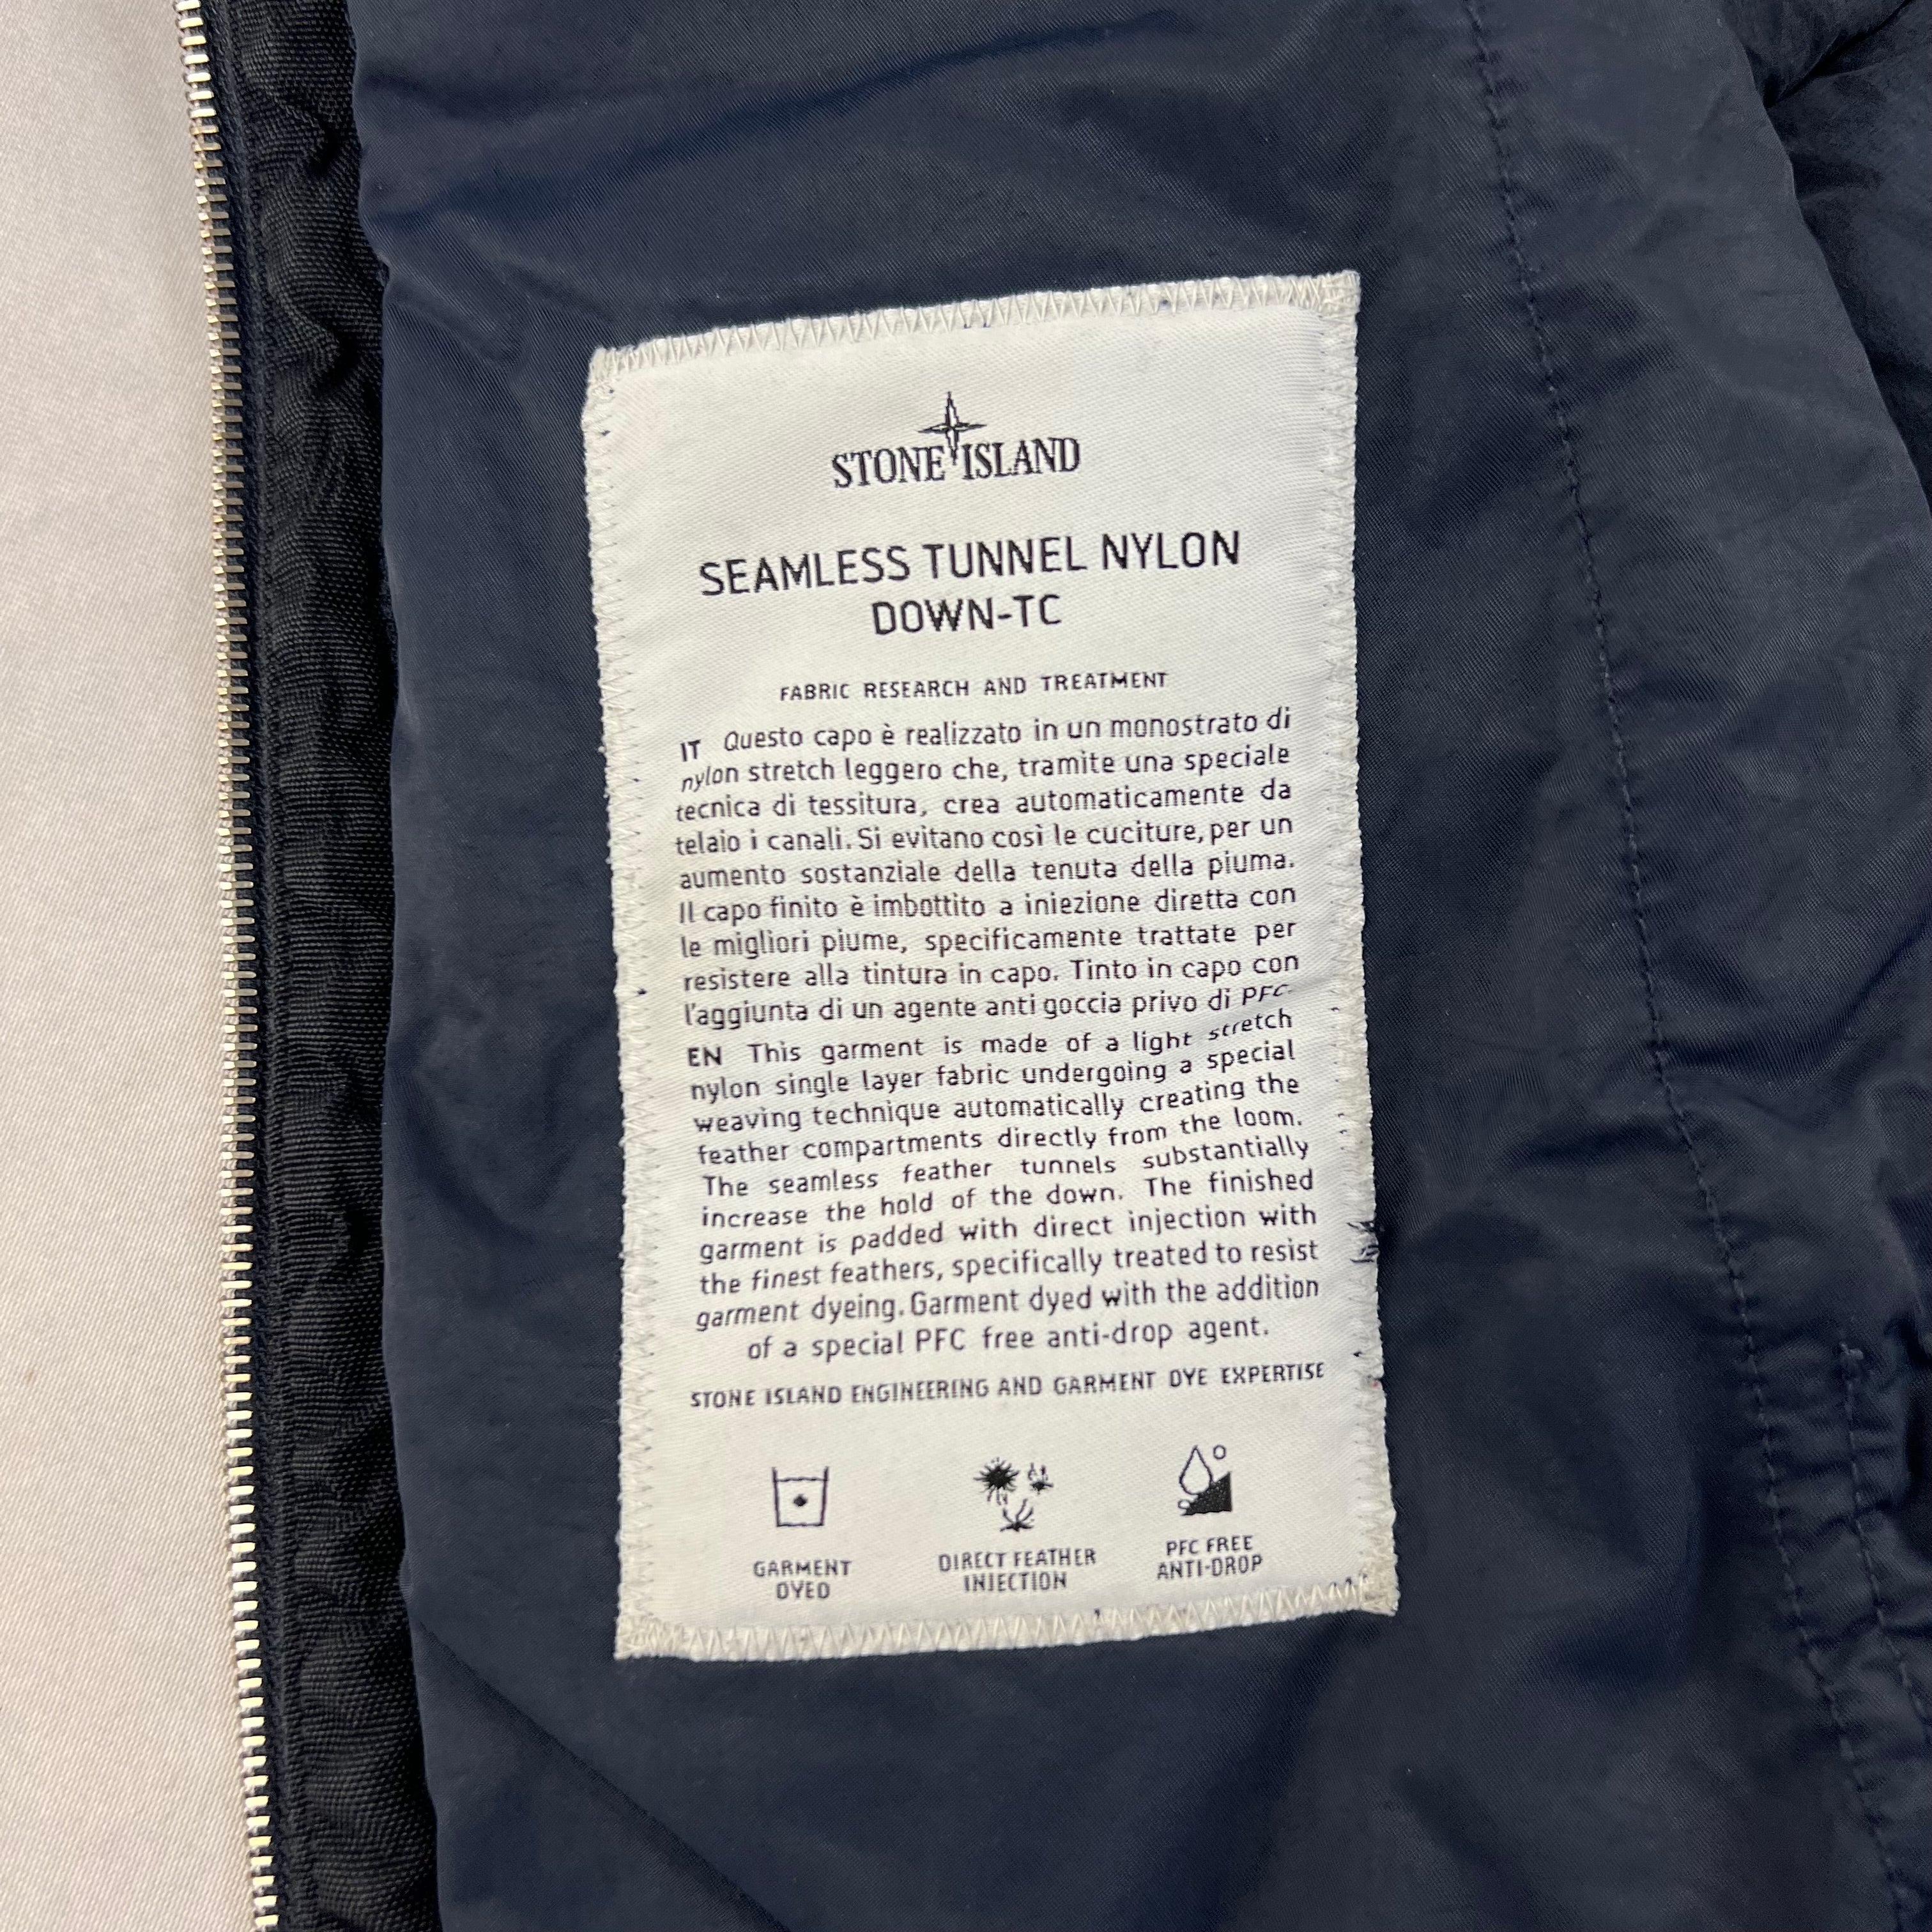 STONE ISLAND
SEAMLESS TUNNEL NYLON
DOWN-TC
FABRIC RESEARCH AND TREATMENT
IT Questo capo è realizzato in un monostrato di
nylon stretch leggero che, tramite una speciale
tecnica di tessitura, crea automaticamente da
telaio i canali. Si evitano così le cuciture, per un
aumento sostanziale della tenuta della piuma.
Il capo finito è imbottito a iniezione diretta con
le migliori piume, specificamente trattate per
resistere alla tintura in capo. Tinto in capo con
l'aggiunta di un agente anti goccia privo di PFC.
EN This garment is made of a light stretch
nylon single layer fabric undergoing a special
weaving technique automatically creating the
feather compartments directly from the loom.
The seamless feather tunnels substantially
increase the hold of the down. The finished
garment is padded with direct injection with
the finest feathers, specifically treated to resist
garment dyeing. Garment dyed with the addition
of a special PFC free anti-drop agent.
STONE ISLAND ENGINEERING AND GARMENT DYE EXPERTISE
GARMENT
DYED
DIRECT FEATHER
INJECTION
PFC FREE
ANTI-DROP